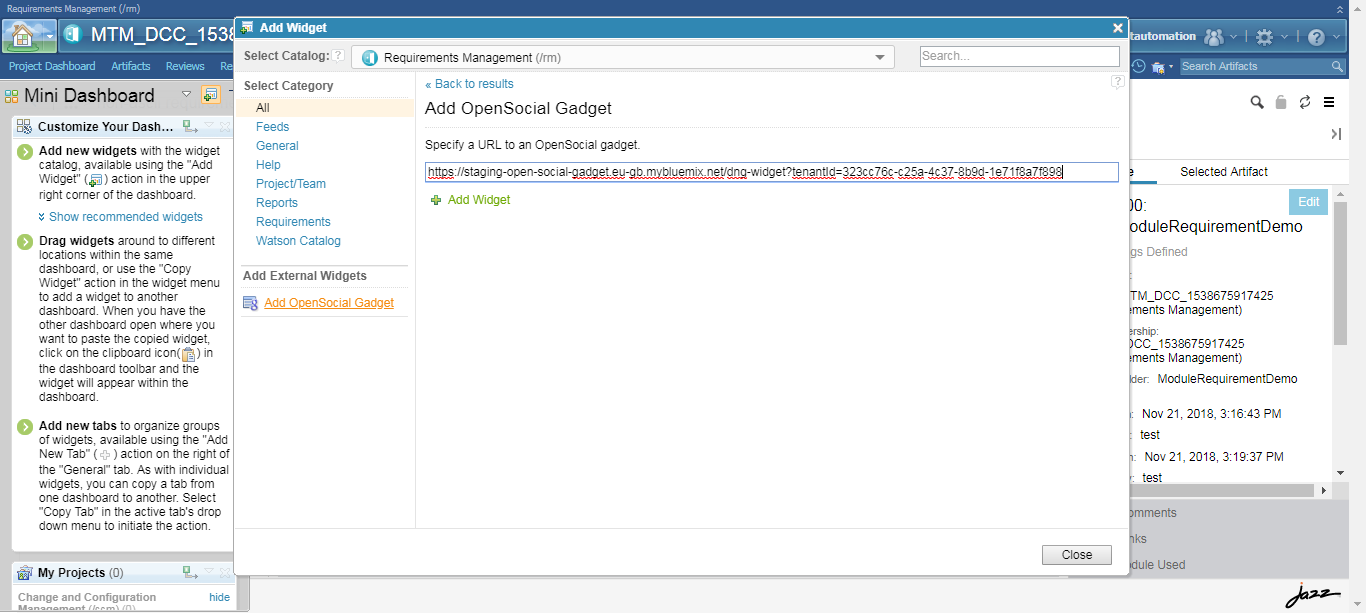 Requirements Management (/rm)
MTM_DCC_1538
Project Dashboard Artifacts Reviews Re
tautomation
Search Artifacts
Mini Dashboard
Customize Your Dash...
Add new widgets with the widget
catalog, available using the "Add
Widget" ( ) action in the upper
right corner of the dashboard.
Show recommended widgets
Drag widgets around to different
locations within the same
dashboard, or use the "Copy
Widget" action in the widget menu
to add a widget to another
dashboard. When you have the
other dashboard open where you
want to paste the copied widget,
click on the clipboard icon( ) in
the dashboard toolbar and the
widget will appear within the
dashboard.
Add new tabs to organize groups
of widgets, available using the "Add
New Tab" ( ) action on the right of
the "General" tab. As with individual
widgets, you can copy a tab from
one dashboard to another. Select
"Copy Tab" in the active tab's drop
down menu to initiate the action.
My Projects (0)
Change and Configuration
Management (/ccm) (0)
hide
Add Widget
Select Catalog: ?
Requirements Management (/rm)
Search...
Select Category
All
Feeds
General
Help
Project/Team
Reports
Requirements
Watson Catalog
Add External Widgets
Add OpenSocial Gadget
« Back to results
?
Add OpenSocial Gadget
Specify a URL to an OpenSocial gadget.
https://staging-open-social-gadget.eu-gb.mybluemix.net/dng-widget?tenantId=323cc76c-c25a-4c37-8b9d-1e71f8a7f898
Add Widget
Close
e
Selected Artifact
00:
Edit
oduleRequirementDemo
gs Defined
:
MTM_DCC_1538675917425
ements Management)
ership:
DCC_1538675917425
ements Management)
lder: ModuleRequirementDemo
n: Nov 21, 2018, 3:16:43 PM
: test
n: Nov 21, 2018, 3:19:37 PM
y: test
omments
nks
odule Used
jazz